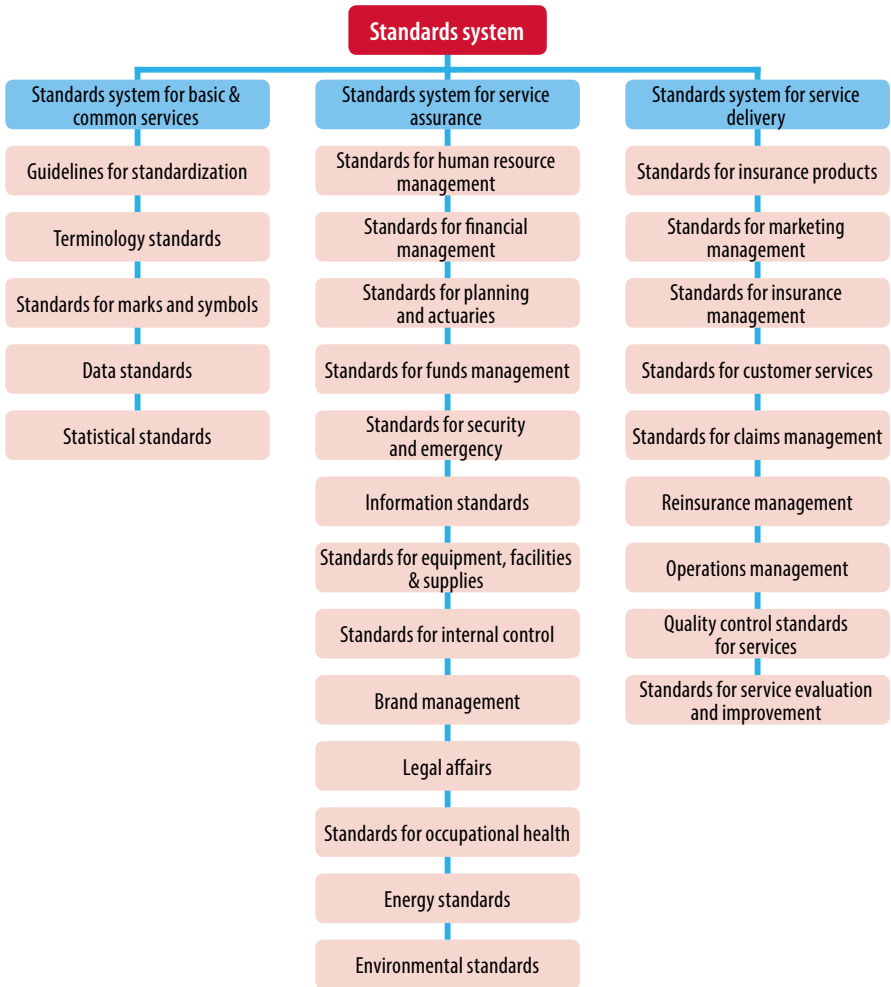 Standards system
Standards system for basic &
common services
Guidelines for standardization
Terminology standards
Standards for marks and symbols
Data standards
Statistical standards
Standards system for service
assurance
Standards for human resource
management
Standards for financial
management
Standards for planning
and actuaries
Standards for funds management
Standards for security
and emergency
Information standards
Standards for equipment, facilities
& supplies
Standards for internal control
Brand management
Legal affairs
Standards for occupational health
Energy standards
Environmental standards
Standards system for service
delivery
Standards for insurance products
Standards for marketing
management
Standards for insurance
management
Standards for customer services
Standards for claims management
Reinsurance management
Operations management
Quality control standards
for services
Standards for service evaluation
and improvement